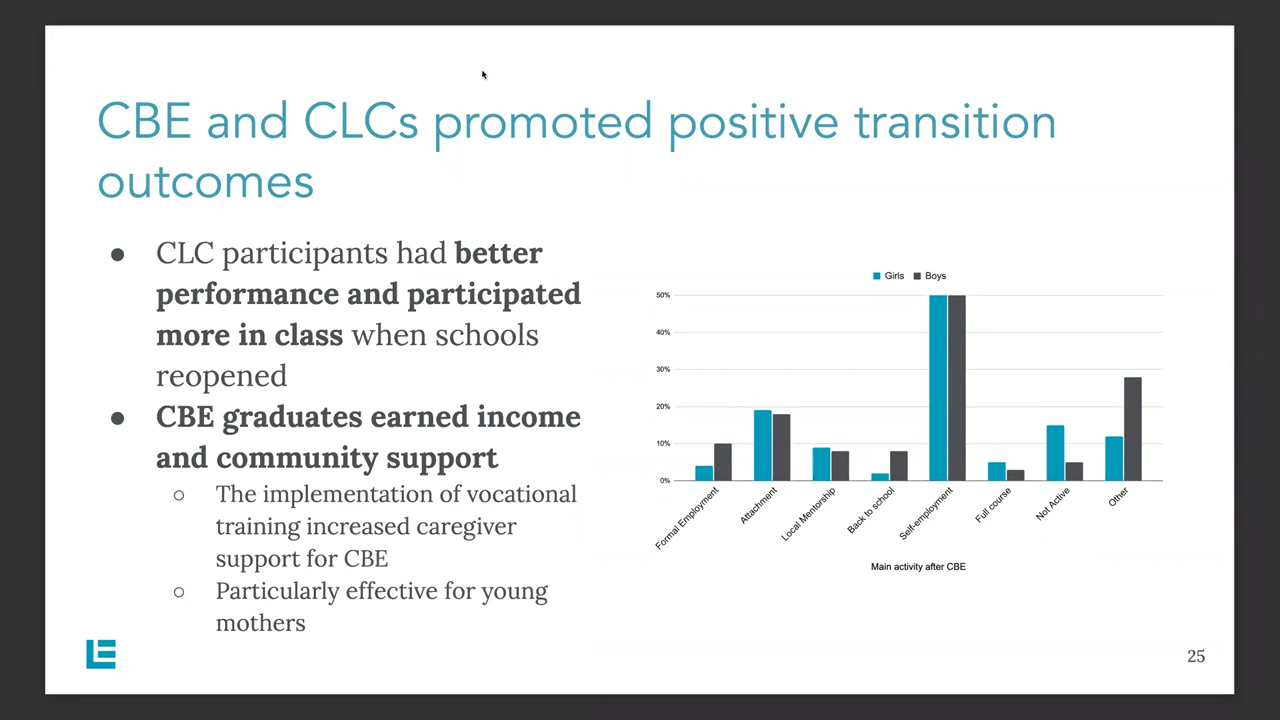 CBE and CLCs promoted positive transition
outcomes
● CLC participants had better
performance and participated
more in class when schools
reopened
● CBE graduates earned income
and community support
○ The implementation of vocational
training increased caregiver
support for CBE
○ Particularly effective for young
mothers
Girls Boys
50%
40%
30%
20%
10%
0%
Formal Employment
Attachment
Local Mentorship
Back to school
Self-employment
Full course
Not Active
Other
Main activity after CBE
LE
25